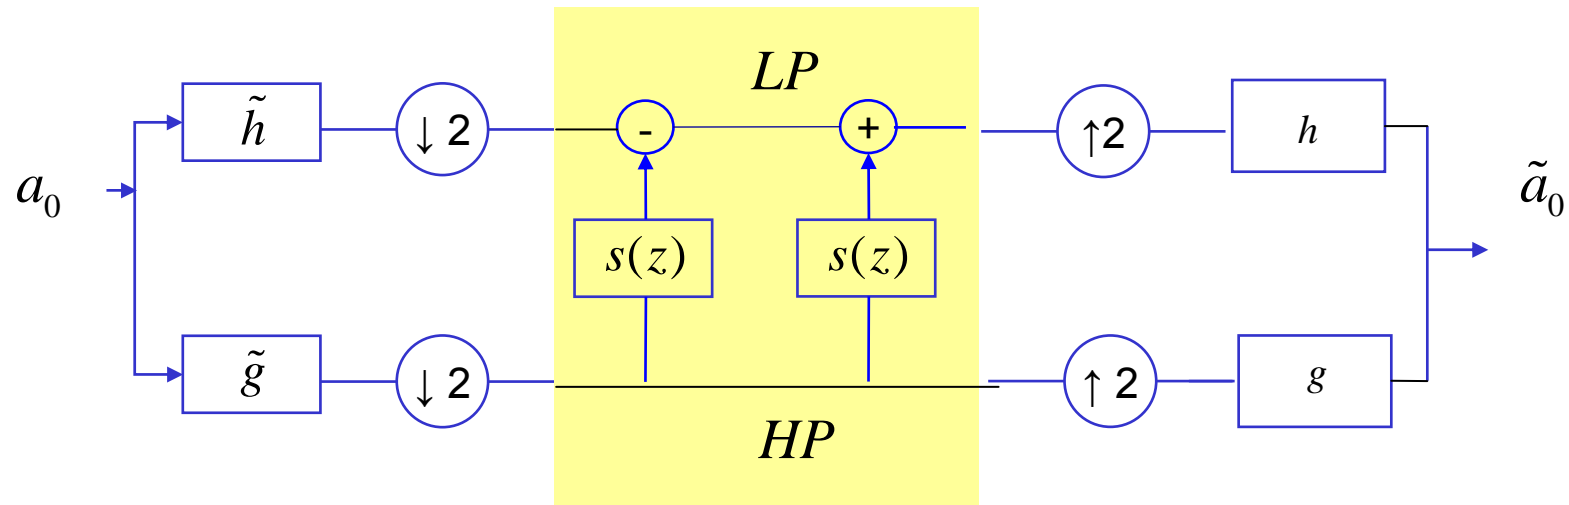 LP
h̃
↓ 2
-
+
↑2
h
a₀
ã₀
s(z)
s(z)
g̃
↓ 2
↑ 2
g
HP